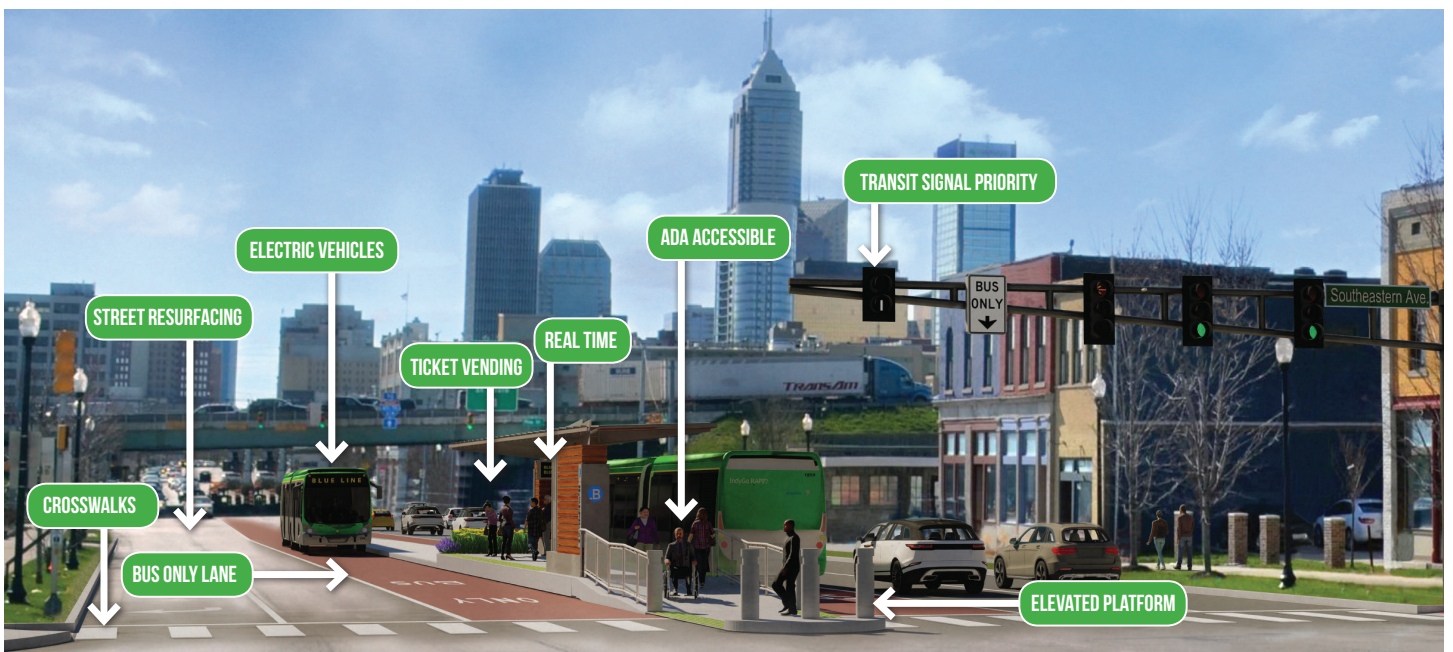 TRANSIT SIGNAL PRIORITY
ELECTRIC VEHICLES
ADA ACCESSIBLE
BUS
ONLY
Southeastern Ave.
STREET RESURFACING
REAL TIME
TICKET VENDING
TRANSAM
BLUE LINE
B
CROSSWALKS
BUS ONLY LANE
BUS
ONLY
ELEVATED PLATFORM